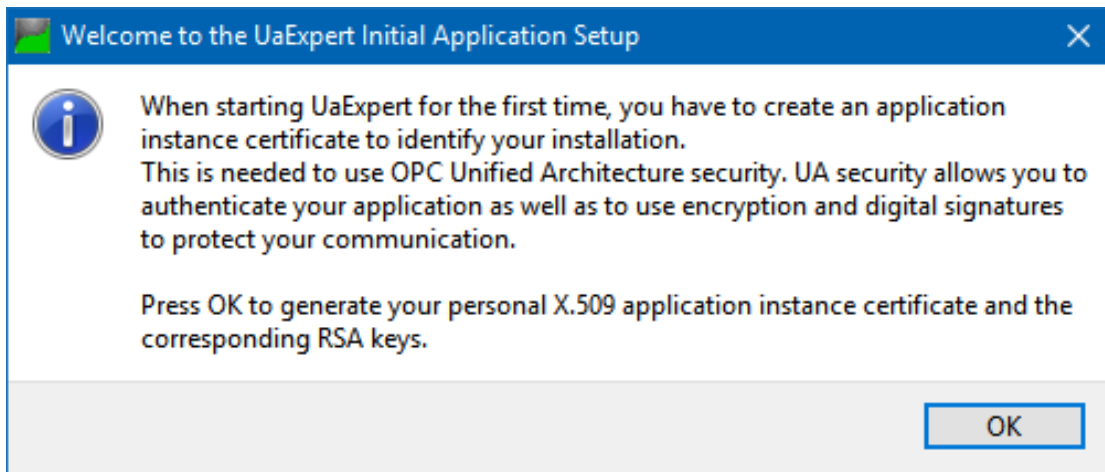 Welcome to the UaExpert Initial Application Setup
When starting UaExpert for the first time, you have to create an application
instance certificate to identify your installation.
This is needed to use OPC Unified Architecture security. UA security allows you to
authenticate your application as well as to use encryption and digital signatures
to protect your communication.
Press OK to generate your personal X.509 application instance certificate and the
corresponding RSA keys.
OK